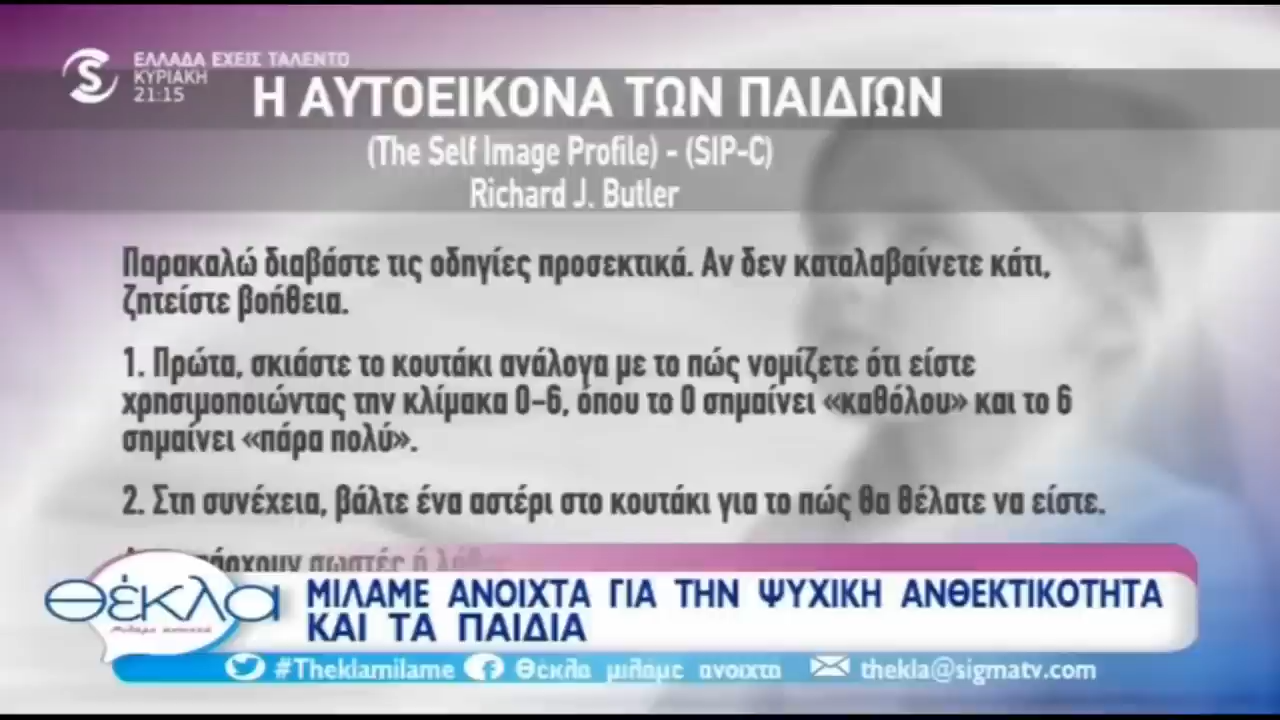 ΕΛΛΑΔΑ ΕΧΕΙΣ ΤΑΛΕΝΤΟ
ΚΥΡΙΑΚΗ
21:15
Η ΑΥΤΟΕΙΚΟΝΑ ΤΩΝ ΠΑΙΔΙΩΝ
(The Self Image Profile) - (SIP-C)
Richard J. Butler
Παρακαλώ διαβάστε τις οδηγίες προσεκτικά. Αν δεν καταλαβαίνετε κάτι,
ζητείστε βοήθεια.
1. Πρώτα, σκιάστε το κουτάκι ανάλογα με το πώς νομίζετε ότι είστε
χρησιμοποιώντας την κλίμακα 0-6, όπου το 0 σημαίνει «καθόλου» και το 6
σημαίνει «πάρα πολύ».
2. Στη συνέχεια, βάλτε ένα αστέρι στο κουτάκι για το πώς θα θέλατε να είστε.
σωστές ή
Θέκλα
μιλάμε ανοιχτά
ΜΙΛΑΜΕ ΑΝΟΙΧΤΑ ΓΙΑ ΤΗΝ ΨΥΧΙΚΗ ΑΝΘΕΚΤΙΚΟΤΗΤΑ
ΚΑΙ ΤΑ ΠΑΙΔΙΑ
#Theklamilame Θέκλα μιλάμε ανοιχτα thekla@sigmatv.com